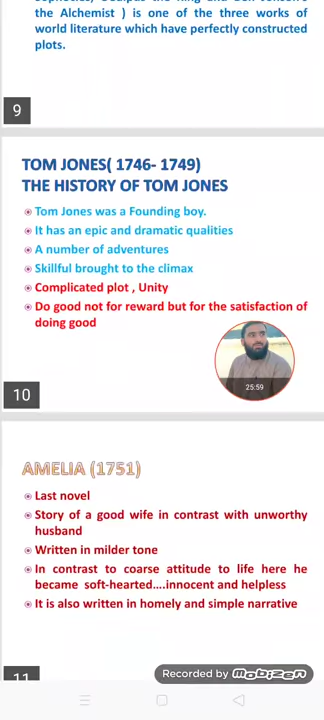 the Alchemist ) is one of the three works of
world literature which have perfectly constructed
plots.
9
TOM JONES( 1746- 1749)
THE HISTORY OF TOM JONES
Tom Jones was a Founding boy.
It has an epic and dramatic qualities
A number of adventures
Skillful brought to the climax
Complicated plot , Unity
Do good not for reward but for the satisfaction of
doing good
25:59
10
AMELIA (1751)
Last novel
Story of a good wife in contrast with unworthy
husband
Written in milder tone
In contrast to coarse attitude to life here he
became soft-hearted....innocent and helpless
It is also written in homely and simple narrative
11
Recorded by MOBIZEN